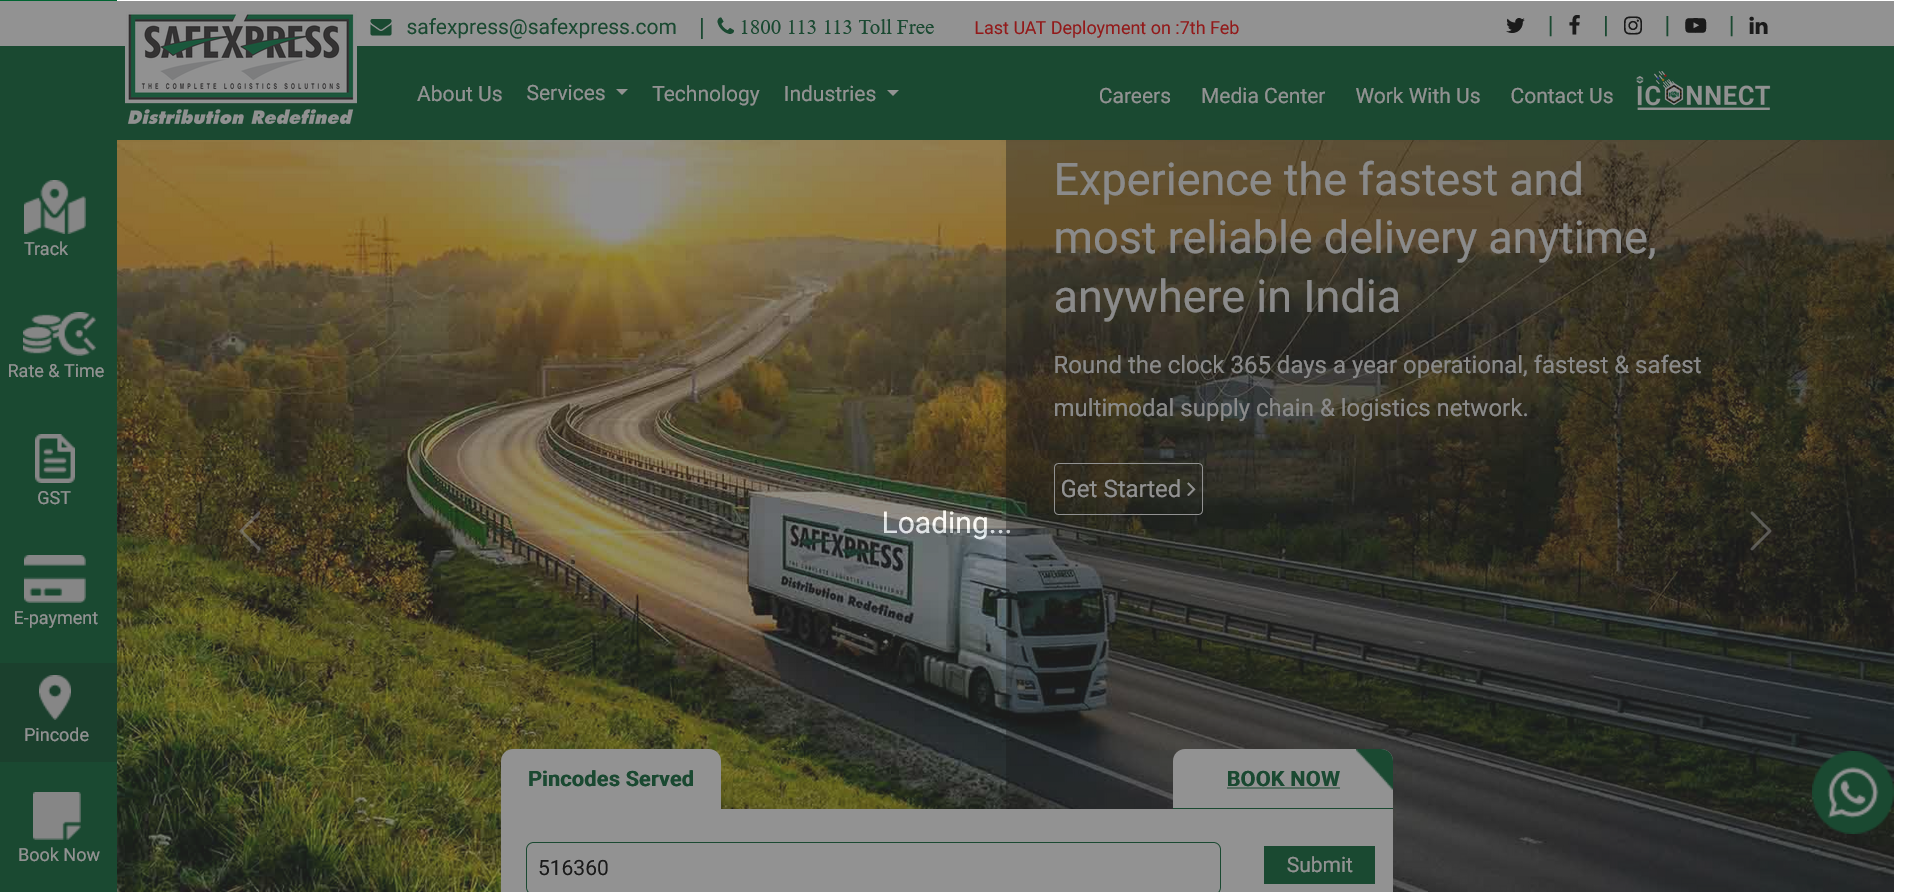 SAFEXPRESS
THE COMPLETE LOGISTICS SOLUTIONS
Distribution Redefined
safexpress@safexpress.com
1800 113 113 Toll Free
Last UAT Deployment on :7th Feb
About Us
Services
Technology
Industries
Careers
Media Center
Work With Us
Contact Us
iCONNECT
Track
Rate & Time
GST
E-payment
Pincode
Book Now
Experience the fastest and
most reliable delivery anytime,
anywhere in India
Round the clock 365 days a year operational, fastest & safest
multimodal supply chain & logistics network.
Get Started
Loading...
SAFEXPRESS
THE COMPLETE LOGISTICS SOLUTIONS
Distribution Redefined
SAFEXPRESS
Pincodes Served
BOOK NOW
516360
Submit